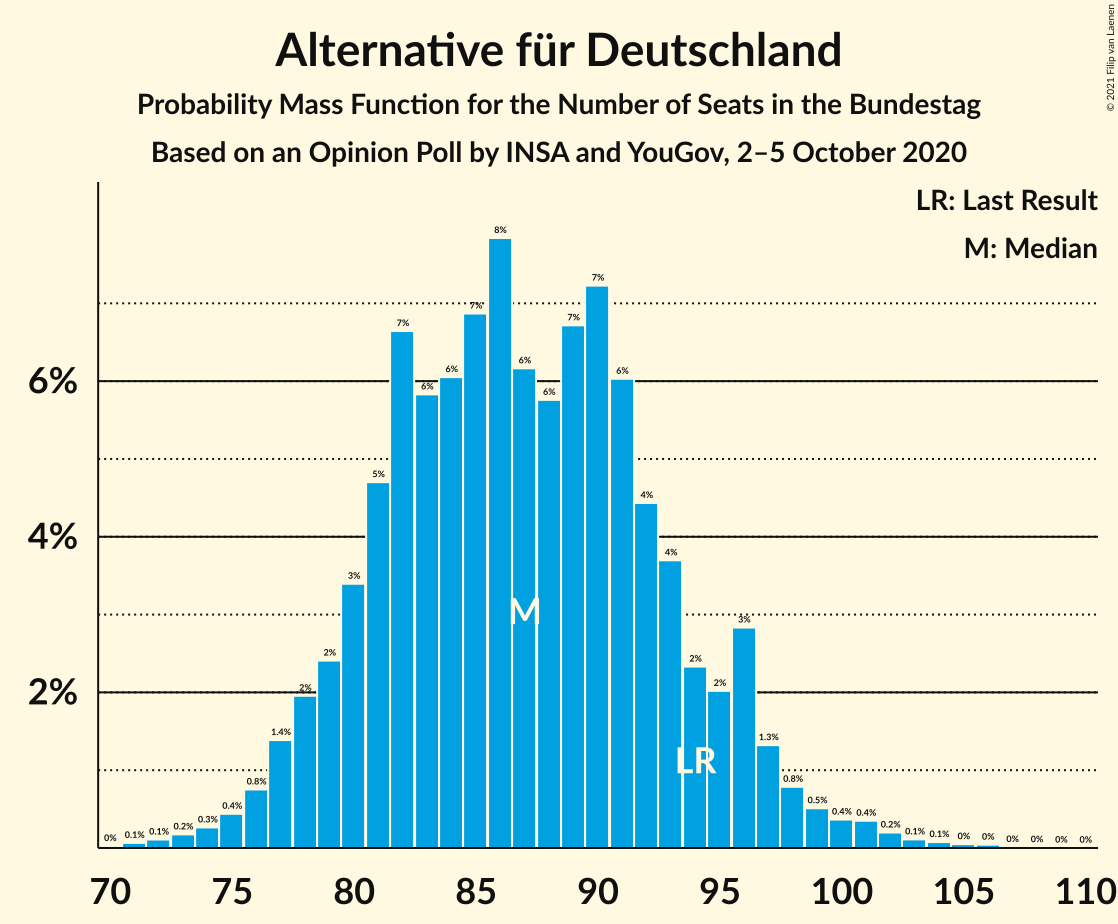 Alternative für Deutschland
Probability Mass Function for the Number of Seats in the Bundestag
Based on an Opinion Poll by INSA and YouGov, 2–5 October 2020
© 2021 Filip van Laenen
LR: Last Result
M: Median
6%
4%
2%
0% 0.1% 0.1% 0.2% 0.3% 0.4% 0.8% 1.4% 2% 2% 3% 5% 7% 6% 6% 7% 8% 6% 6% 7% 7% 6% 4% 4% 2% 2% 3% 1.3% 0.8% 0.5% 0.4% 0.4% 0.2% 0.1% 0.1% 0% 0% 0% 0% 0% 0%
M
LR
70 75 80 85 90 95 100 105 110